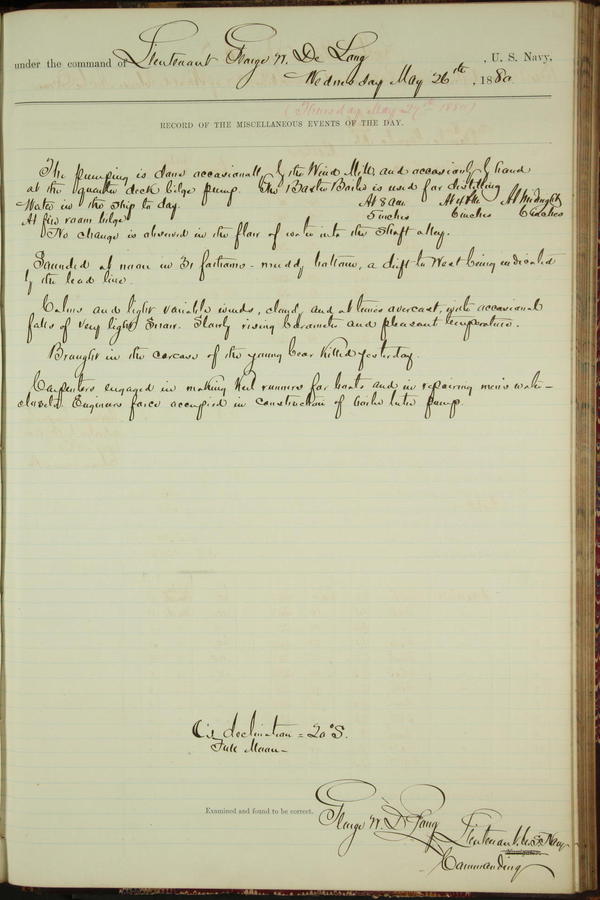 under the command of Lieutenant George W. De Long, U. S. Navy,
Wednesday May 26th, 1880
(Thursday May 27th 1880)
RECORD OF THE MISCELLANEOUS EVENTS OF THE DAY.
The pumping is done occasionally by the Wind Mill, and occasionly by hand
at the quarter deck bilge pump. The Baxter Boiler is used for distilling
Water in the Ship to day. At 8 am At 4 PM At Midnight
At fire room bilge 5 inches 6 inches 6 inches
No change is observed in the flow of water into the Shaft alley.
Sounded at noon in 31 fathoms - muddy bottom, a drift to West being indicated
by the lead line.
Calms and light variable winds, cloudy and at times overcast, with occasional
falls of very light Snow. Slowly rising barometer and pleasant temperature.
Brought in the carcass of the young bear killed yesterday.
Carpenters engaged in making Keel runners for boats and in repairing men's water-
closets. Engineers force occupied in construction of boiler tube pump.
C's declination = 20° S.
Full Moon-
Examined and found to be correct.
George W. De Long Lieutenant U.S. Navy
Commanding